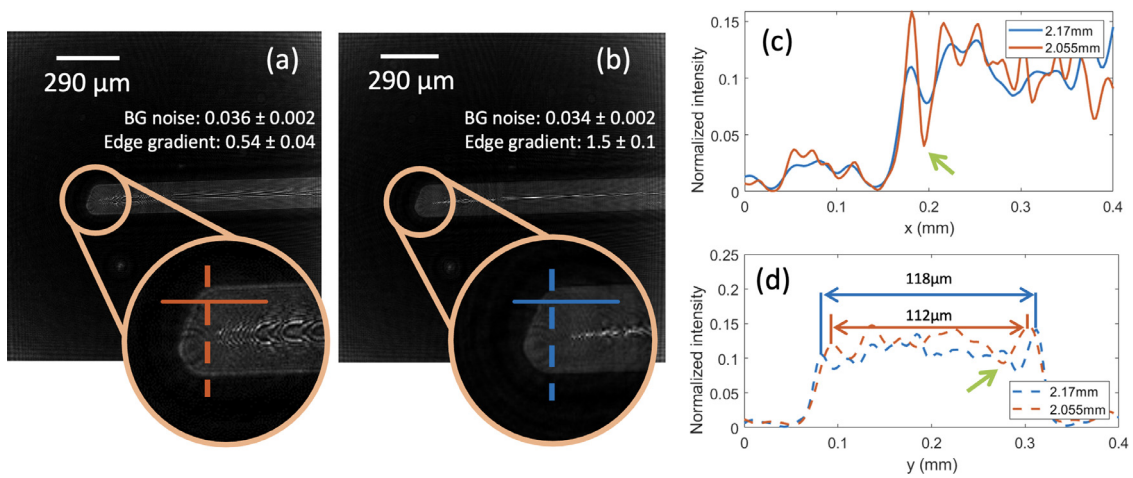 (a)
290 μm
BG noise: 0.036 ± 0.002
Edge gradient: 0.54 ± 0.04
(b)
290 μm
BG noise: 0.034 ± 0.002
Edge gradient: 1.5 ± 0.1
(c)
Normalized intensity
0.15
0.1
0.05
0
0
0.1
0.2
0.3
0.4
x (mm)
2.17mm
2.055mm
(d)
Normalized intensity
0.25
0.2
0.15
0.1
0.05
0
0
0.1
0.2
0.3
0.4
y (mm)
118μm
112μm
2.17mm
2.055mm